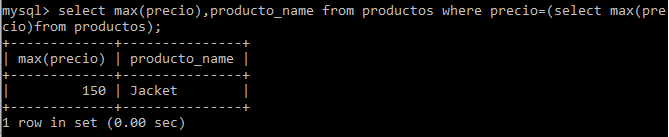 mysql> select max(precio),producto_name from productos where precio=(select max(pre
cio)from productos);
+-------------+---------------+
| max(precio) | producto_name |
+-------------+---------------+
|         150 | Jacket        |
+-------------+---------------+
1 row in set (0.00 sec)